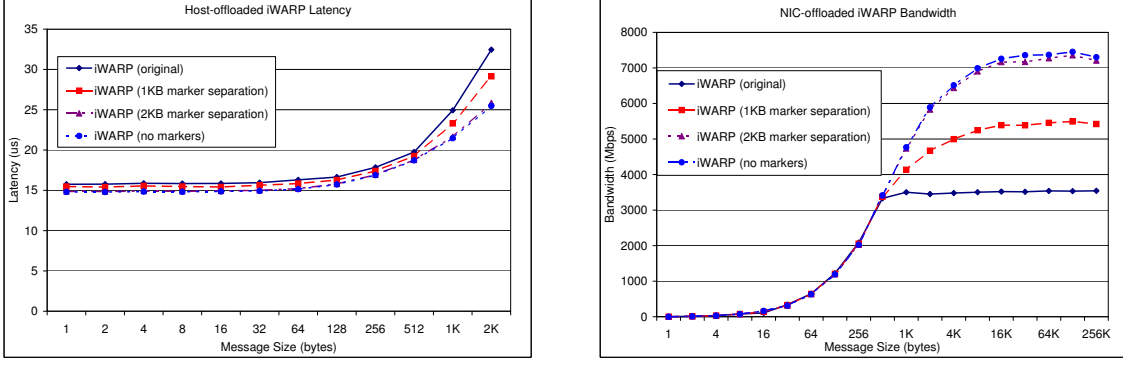 Host-offloaded iWARP Latency
35
30
25
20
15
10
5
0
Latency (us)
iWARP (original)
iWARP (1KB marker separation)
iWARP (2KB marker separation)
iWARP (no markers)
1 2 4 8 16 32 64 128 256 512 1K 2K
Message Size (bytes)
NIC-offloaded iWARP Bandwidth
8000
7000
6000
5000
4000
3000
2000
1000
0
Bandwidth (Mbps)
iWARP (original)
iWARP (1KB marker separation)
iWARP (2KB marker separation)
iWARP (no markers)
1 4 16 64 256 1K 4K 16K 64K 256K
Message Size (bytes)